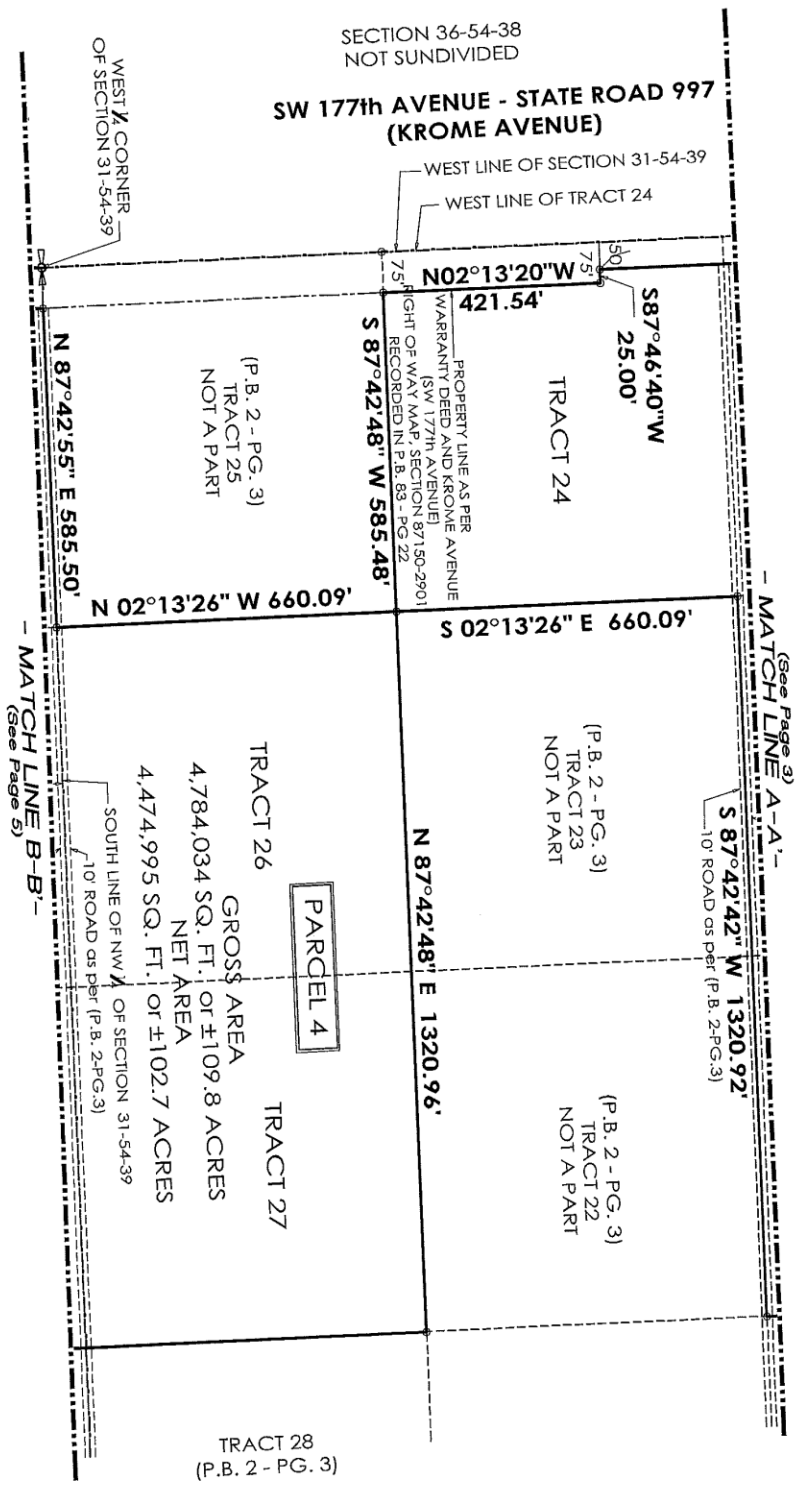 SECTION 36-54-38
NOT SUNDIVIDED
SW 177th AVENUE - STATE ROAD 997
(KROME AVENUE)
WEST LINE OF SECTION 31-54-39
WEST LINE OF TRACT 24
WEST ¼ CORNER
OF SECTION 31-54-39
(See Page 3)
- MATCH LINE A-A'-
S 87°42'42" W 1320.92'
10' ROAD as per (P.B. 2-PG.3)
50'
75'
S87°46'40"W
25.00'
N02°13'20"W
421.54'
75'
TRACT 24
PROPERTY LINE AS PER
WARRANTY DEED AND KROME AVENUE
(SW 177th AVENUE)
RIGHT OF WAY MAP, SECTION 87150-2901
RECORDED IN P.B. 83 - PG 22
S 87°42'48" W 585.48'
S 02°13'26" E 660.09'
(P.B. 2 - PG. 3)
TRACT 23
NOT A PART
(P.B. 2 - PG. 3)
TRACT 22
NOT A PART
N 87°42'48" E 1320.96'
(P.B. 2 - PG. 3)
TRACT 25
NOT A PART
N 87°42'55" E 585.50'
N 02°13'26" W 660.09'
PARCEL 4
TRACT 26
TRACT 27
GROSS AREA
4,784,034 SQ. FT. or ±109.8 ACRES
NET AREA
4,474,995 SQ. FT. or ±102.7 ACRES
SOUTH LINE OF NW ¼ OF SECTION 31-54-39
10' ROAD as per (P.B. 2-PG.3)
- MATCH LINE B-B'-
(See Page 5)
TRACT 28
(P.B. 2 - PG. 3)